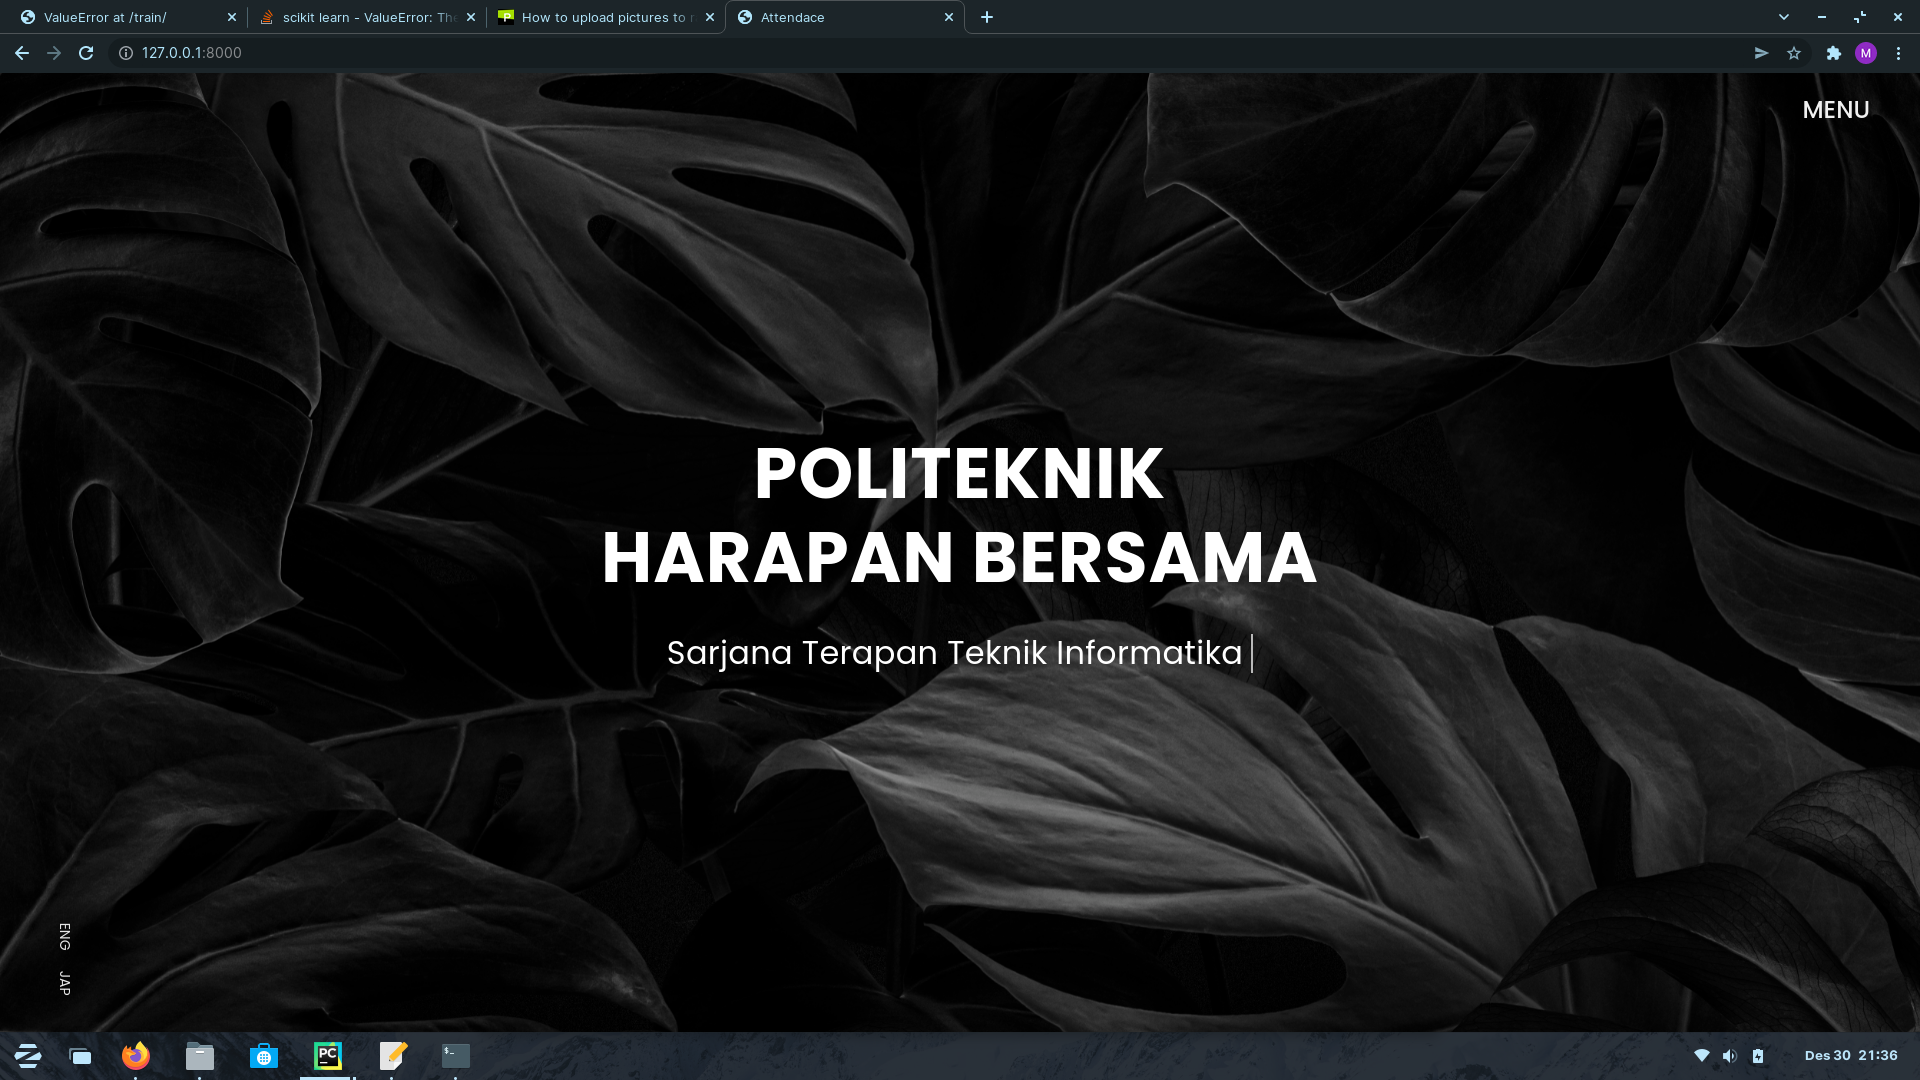 ValueError at /train/
scikit learn - ValueError: The
How to upload pictures to r
Attendace
127.0.0.1:8000
M
MENU
POLITEKNIK
HARAPAN BERSAMA
Sarjana Terapan Teknik Informatika
ENG
JAP
PC
$-
Des 30 21:36